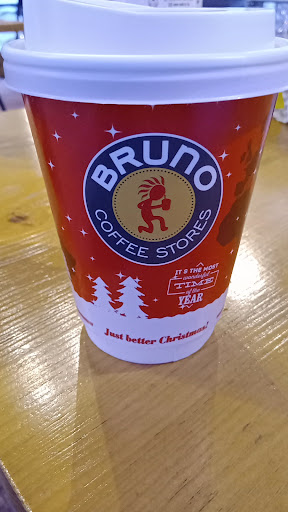 BRUNO
COFFEE STORES
IT'S THE MOST
wonderful
TIME
of the
YEAR
Just better Christmas!